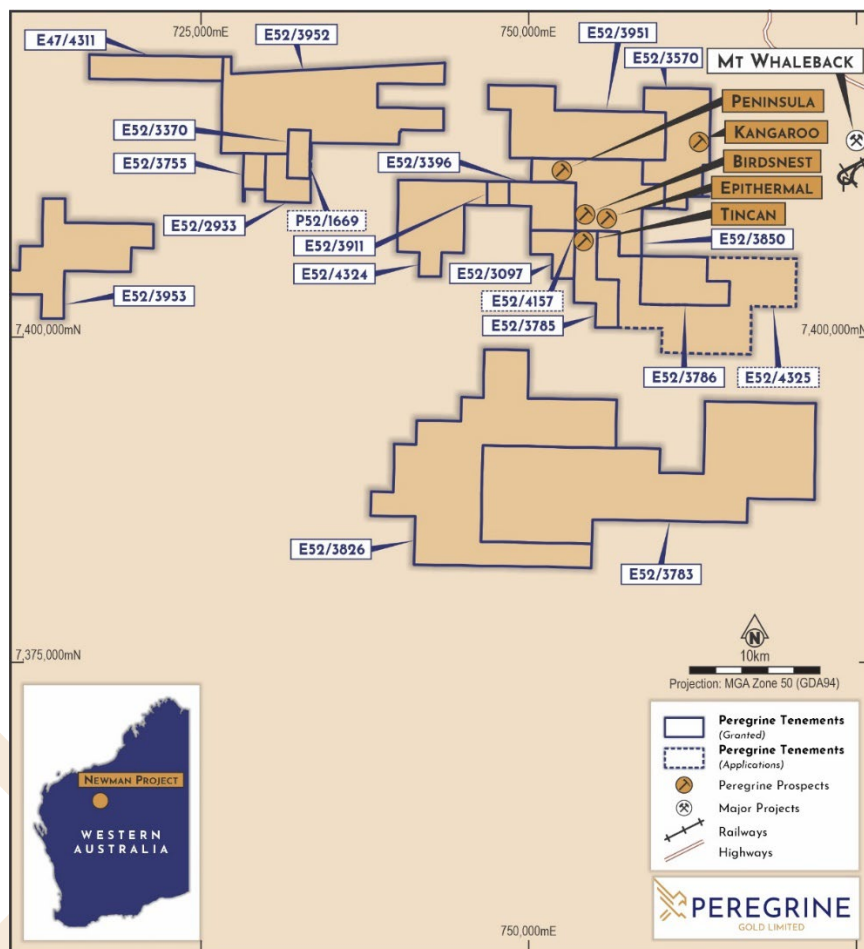 725,000mE
750,000mE
E47/4311
E52/3952
E52/3951
E52/3570
MT WHALEBACK
PENINSULA
E52/3370
KANGAROO
E52/3755
E52/3396
BIRDSNEST
EPITHERMAL
P52/1669
TINCAN
E52/2933
E52/3911
E52/3850
E52/4324
E52/3097
E52/3953
E52/4157
E52/3785
7,400,000mN
7,400,000mN
E52/3786
E52/4325
E52/3826
E52/3783
N
10km
Projection: MGA Zone 50 (GDA94)
7,375,000mN
NEWMAN PROJECT
WESTERN
AUSTRALIA
Peregrine Tenements
(Granted)
Peregrine Tenements
(Applications)
Peregrine Prospects
Major Projects
Railways
Highways
PEREGRINE
GOLD LIMITED
750,000mE